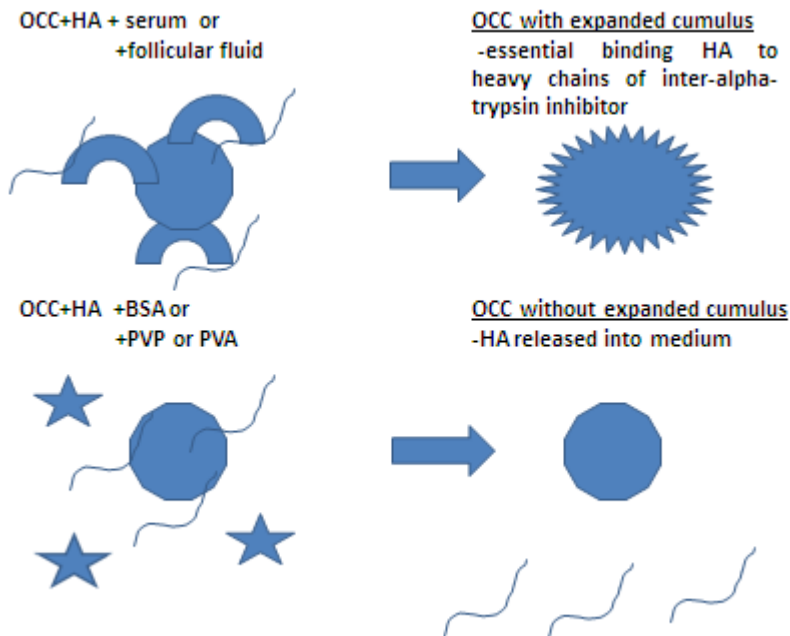 OCC+HA + serum or
+follicular fluid
OCC with expanded cumulus
-essential binding HA to
heavy chains of inter-alpha-
trypsin inhibitor
OCC+HA +BSA or
+PVP or PVA
OCC without expanded cumulus
-HA released into medium